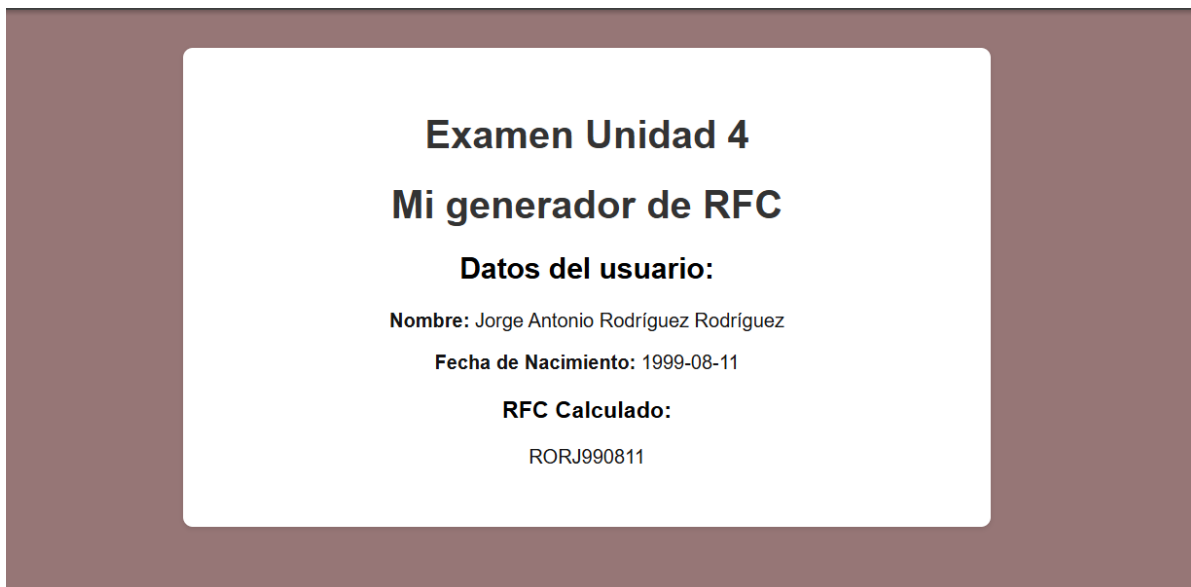 Examen Unidad 4
Mi generador de RFC
Datos del usuario:
Nombre: Jorge Antonio Rodríguez Rodríguez
Fecha de Nacimiento: 1999-08-11
RFC Calculado:
RORJ990811